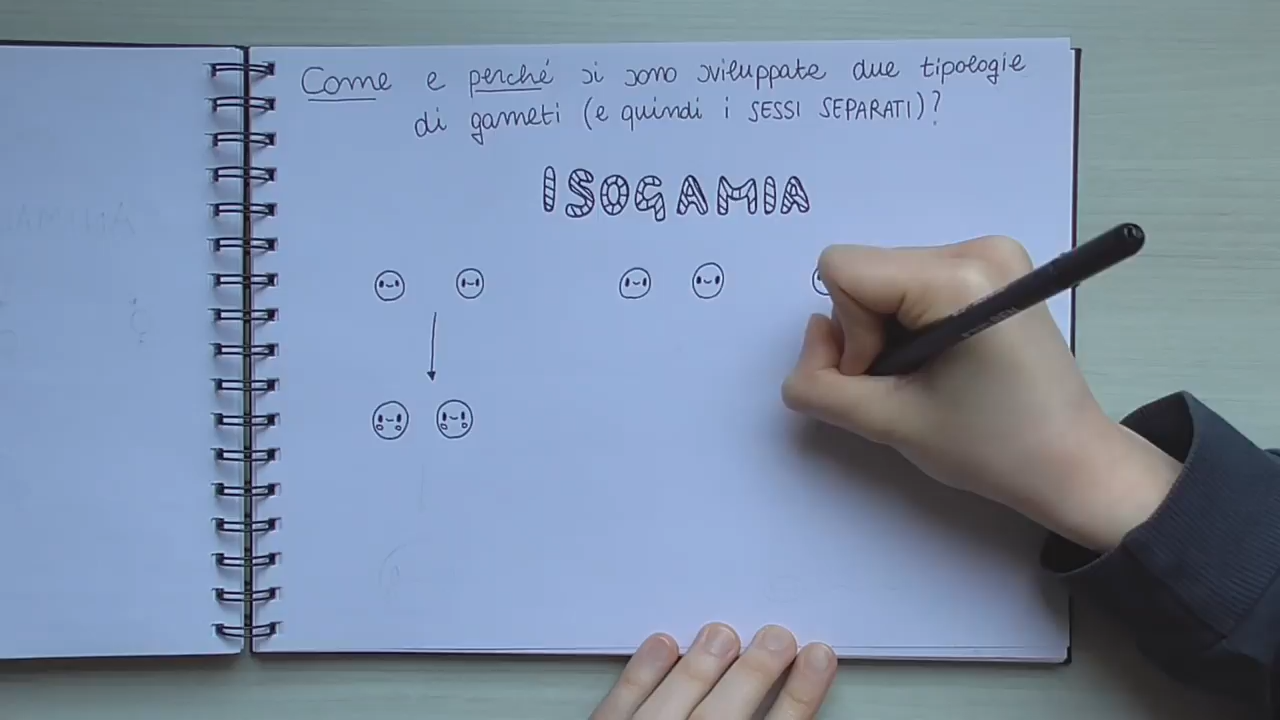 Come e perché si sono sviluppate due tipologie
di gameti (e quindi i SESSI SEPARATI)?
ISOGAMIA